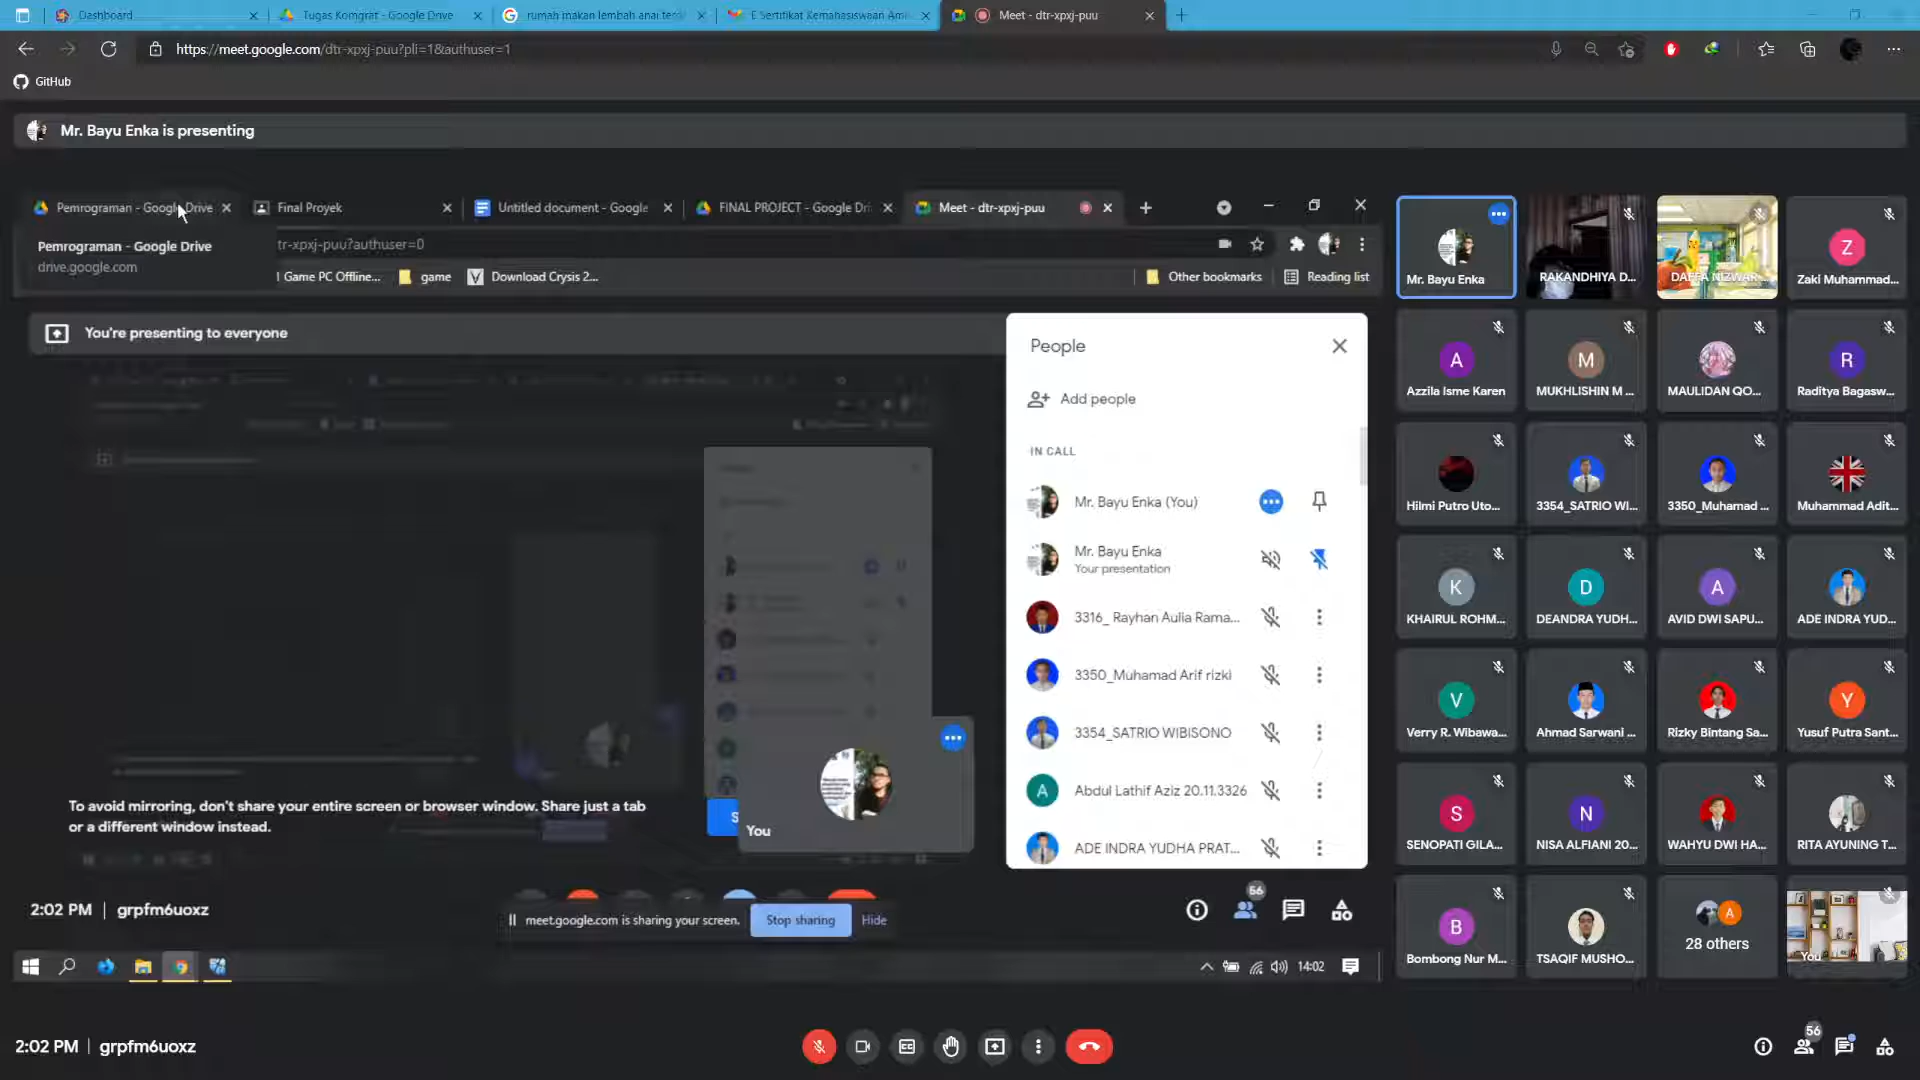 Dashboard
Tugas Komgrat - Google Drive
rumah makan lembah anai
E Sertifikat Kemahasiswaan
Meet - dtr-xpxj-puu
https://meet.google.com/dtr-xpxj-puu?pli=1&authuser=1
GitHub
Mr. Bayu Enka is presenting
Pemrograman - Google Drive
Final Proyek
Untitled document - Google
FINAL PROJECT - Google Dri
Meet - dtr-xpxj-puu
Pemrograman - Google Drive
drive.google.com
tr-xpxj-puu?authuser=0
Game PC Offline...
game
Download Crysis 2...
Other bookmarks
Reading list
You're presenting to everyone
People
Add people
IN CALL
Mr. Bayu Enka (You)
Mr. Bayu Enka
Your presentation
3316_ Rayhan Aulia Rama...
3350_Muhamad Arif rizki
3354_SATRIO WIBISONO
A
Abdul Lathif Aziz 20.11.3326
ADE INDRA YUDHA PRAT...
To avoid mirroring, don't share your entire screen or browser window. Share just a tab
or a different window instead.
S
You
2:02 PM | grpfm6uoxz
meet.google.com is sharing your screen.
Stop sharing
Hide
56
14:02
Mr. Bayu Enka
RAKANDHIYA D...
DAFFA NIZWAR
Z
Zaki Muhammad...
A
Azzila Isme Karen
M
MUKHLISHIN M ...
MAULIDAN QO...
R
Raditya Bagasw...
Hilmi Putro Uto...
3354_SATRIO WI...
3350_Muhamad ...
Muhammad Adit...
K
KHAIRUL ROHM...
D
DEANDRA YUDH...
A
AVID DWI SAPU...
ADE INDRA YUD...
V
Verry R. Wibawa...
Ahmad Sarwani ...
Rizky Bintang Sa...
Y
Yusuf Putra Sant...
S
SENOPATI GILA...
N
NISA ALFIANI 20...
WAHYU DWI HA...
RITA AYUNING T...
B
Bombong Nur M...
TSAQIF MUSHO...
A
28 others
You
2:02 PM | grpfm6uoxz
56